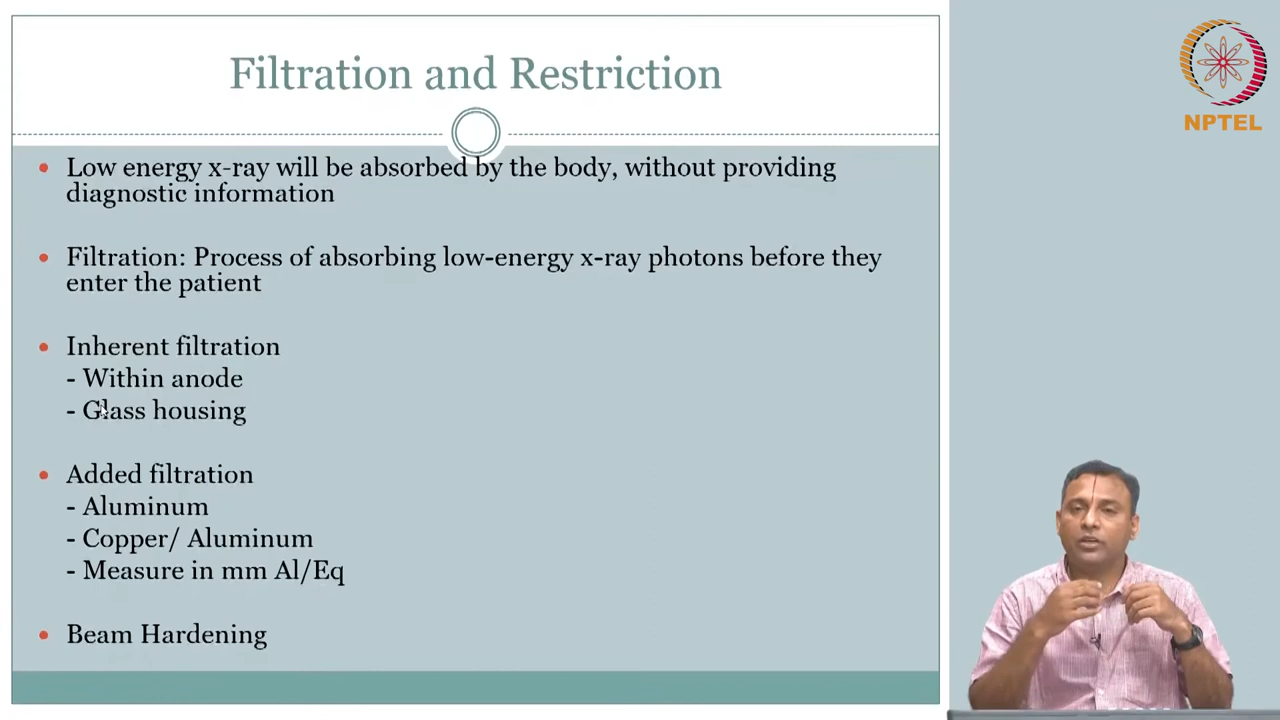 Filtration and Restriction
• Low energy x-ray will be absorbed by the body, without providing
diagnostic information
• Filtration: Process of absorbing low-energy x-ray photons before they
enter the patient
• Inherent filtration
- Within anode
- Glass housing
• Added filtration
- Aluminum
- Copper/ Aluminum
- Measure in mm Al/Eq
• Beam Hardening
NPTEL